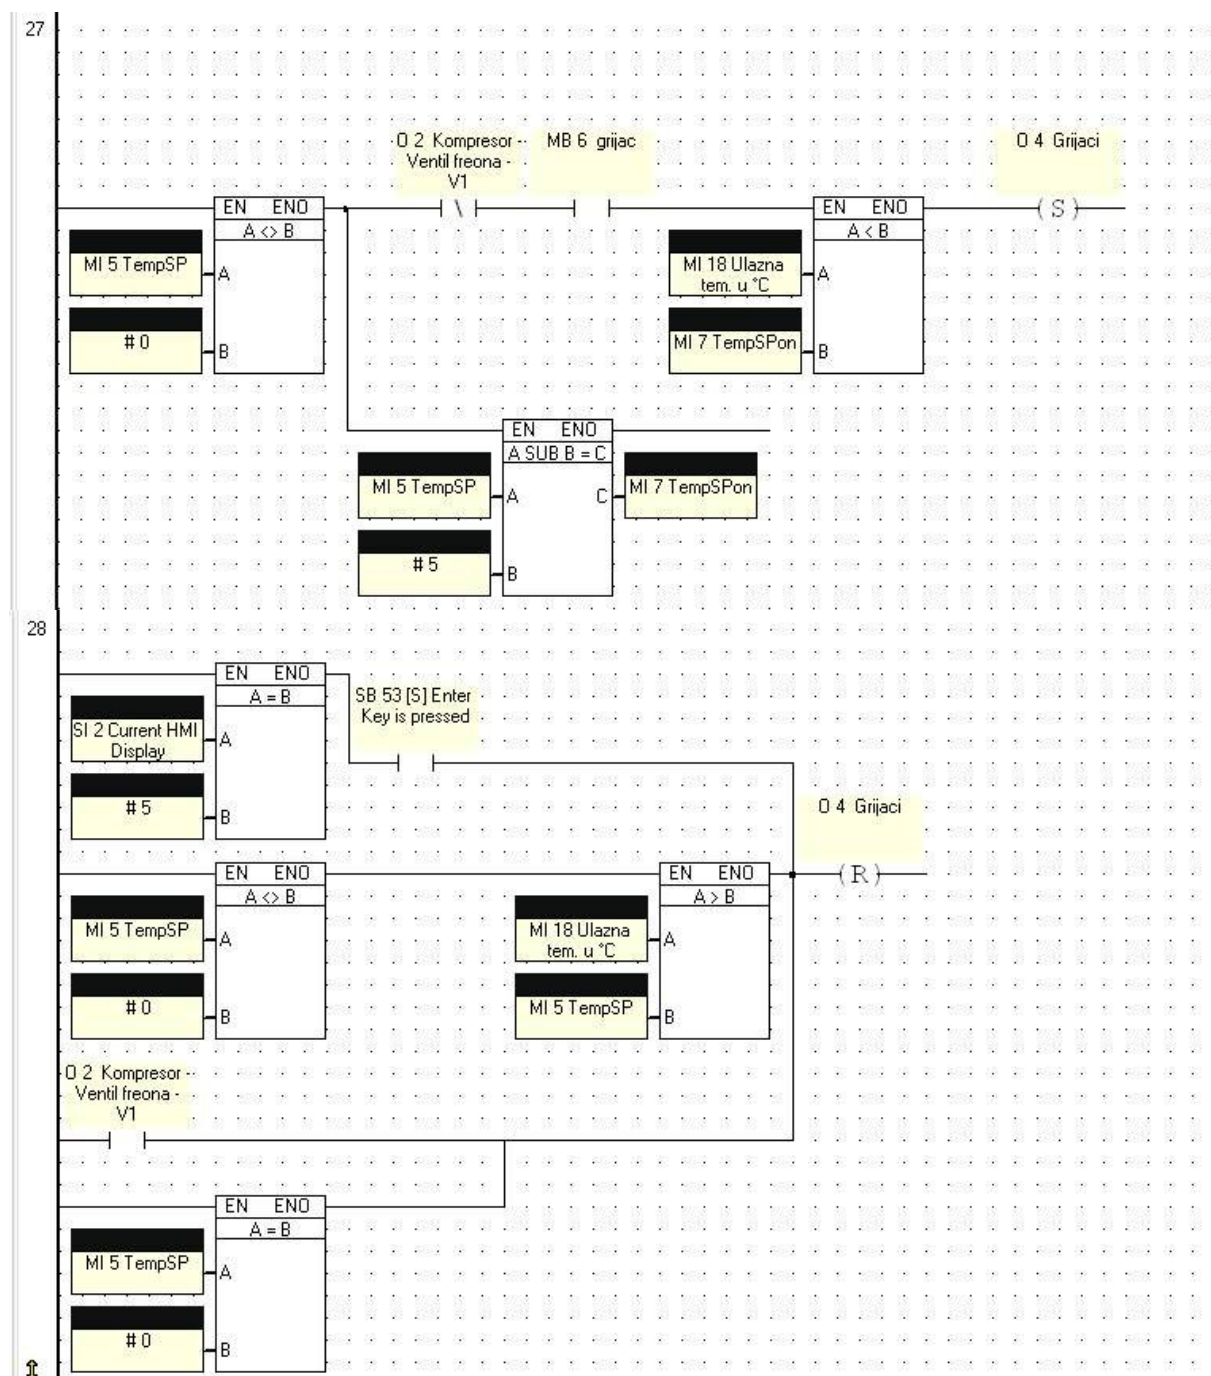 27
O 2 Kompresor -
Ventil freona -
V1
MB 6 grijac
O 4 Grijaci
EN ENO
A <> B
MI 5 TempSP
A
# 0
B
EN ENO
A < B
MI 18 Ulazna
tem. u °C
A
MI 7 TempSPon
B
( S )
EN ENO
A SUB B = C
MI 5 TempSP
A
C
MI 7 TempSPon
# 5
B
28
EN ENO
A = B
SI 2 Current HMI
Display
A
# 5
B
SB 53 [S] Enter
Key is pressed
O 4 Grijaci
( R )
EN ENO
A <> B
MI 5 TempSP
A
# 0
B
EN ENO
A > B
MI 18 Ulazna
tem. u °C
A
MI 5 TempSP
B
O 2 Kompresor -
Ventil freona -
V1
EN ENO
A = B
MI 5 TempSP
A
# 0
B